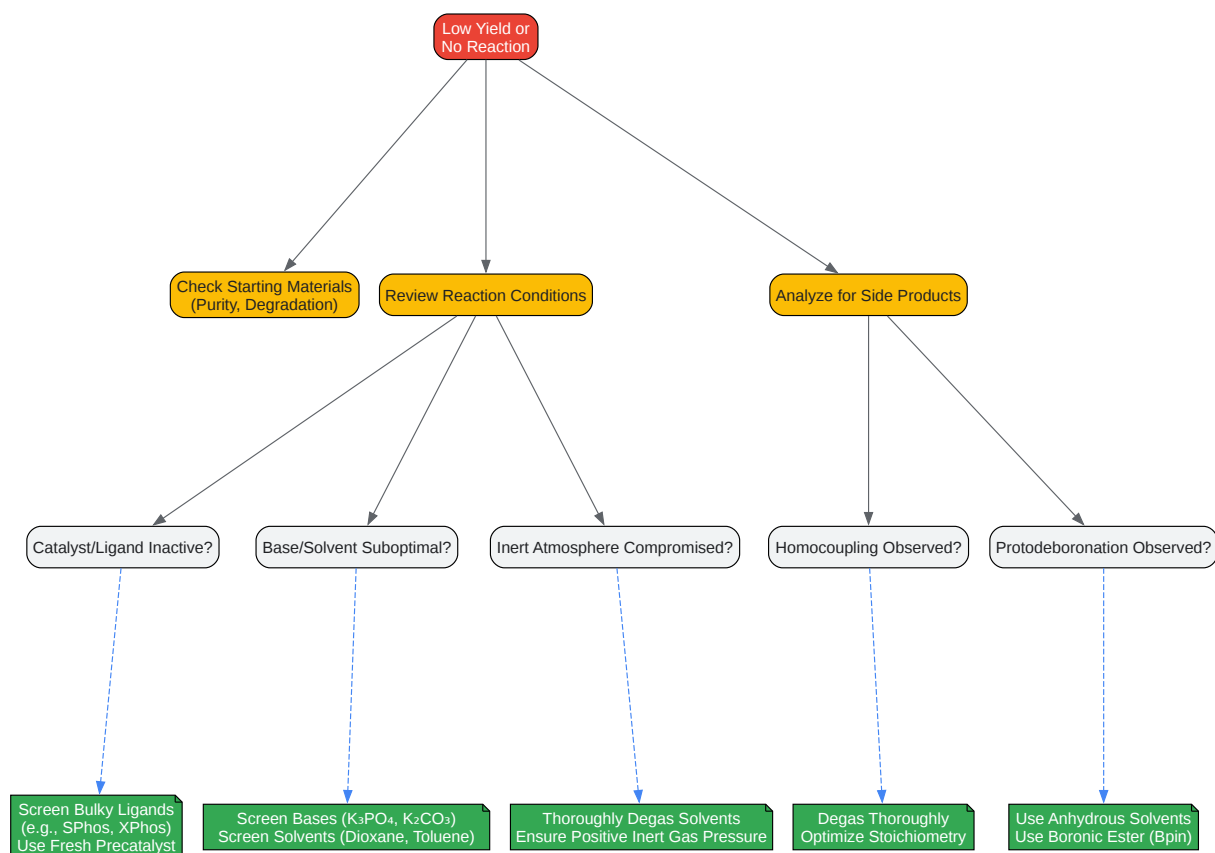 Low Yield or
No Reaction
Check Starting Materials
(Purity, Degradation)
Review Reaction Conditions
Analyze for Side Products
Catalyst/Ligand Inactive?
Base/Solvent Suboptimal?
Inert Atmosphere Compromised?
Homocoupling Observed?
Protodeboronation Observed?
Screen Bulky Ligands
(e.g., SPhos, XPhos)
Use Fresh Precatalyst
Screen Bases (K₃PO₄, K₂CO₃)
Screen Solvents (Dioxane, Toluene)
Thoroughly Degas Solvents
Ensure Positive Inert Gas Pressure
Degas Thoroughly
Optimize Stoichiometry
Use Anhydrous Solvents
Use Boronic Ester (Bpin)